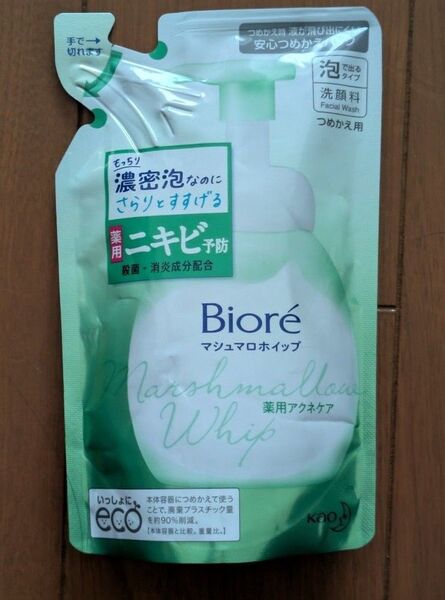 手で
切れます
つめかえ時 液が飛び出にくい
安心つめかえ
泡で出る
タイプ
洗顔料
Facial Wash
つめかえ用
もっちり
濃密泡なのに
さらりとすすげる
薬用 ニキビ予防
殺菌・消炎成分配合
Bioré
マシュマロホイップ
Marshmallow
Whip
薬用アクネケア
いっしょにeco
本体容器につめかえて使う
ことで、廃棄プラスチック量
を約90%削減。
【本体容器と比較。重量比。】
Kao